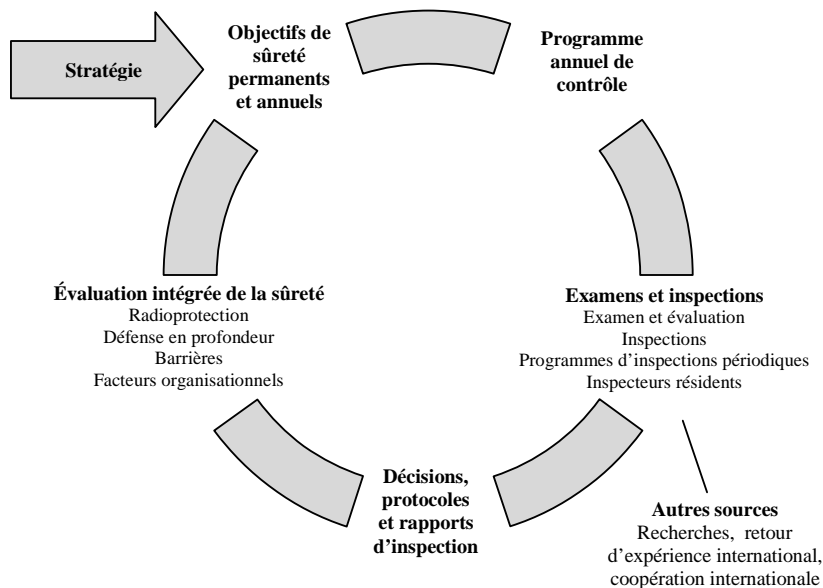 Stratégie
Objectifs de
sûreté
permanents
et annuels
Programme
annuel de
contrôle
Examens et inspections
Examen et évaluation
Inspections
Programmes d’inspections périodiques
Inspecteurs résidents
Autres sources
Recherches, retour
d’expérience international,
coopération internationale
Décisions,
protocoles
et rapports
d’inspection
Évaluation intégrée de la sûreté
Radioprotection
Défense en profondeur
Barrières
Facteurs organisationnels